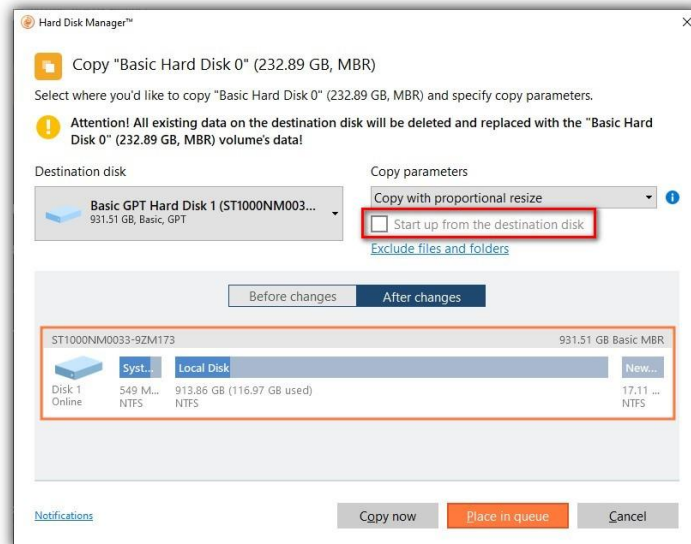 Hard Disk Manager™
Copy "Basic Hard Disk 0" (232.89 GB, MBR)
Select where you'd like to copy "Basic Hard Disk 0" (232.89 GB, MBR) and specify copy parameters.
Attention! All existing data on the destination disk will be deleted and replaced with the "Basic Hard
Disk 0" (232.89 GB, MBR) volume's data!
Destination disk
Basic GPT Hard Disk 1 (ST1000NM003...
931.51 GB, Basic, GPT
Copy parameters
Copy with proportional resize
Start up from the destination disk
Exclude files and folders
Before changes After changes
ST1000NM0033-9ZM173 931.51 GB Basic MBR
Syst... Local Disk New...
Disk 1 549 M... 913.86 GB (116.97 GB used) 17.11 ...
Online NTFS NTFS NTFS
Notifications Copy now Place in queue Cancel